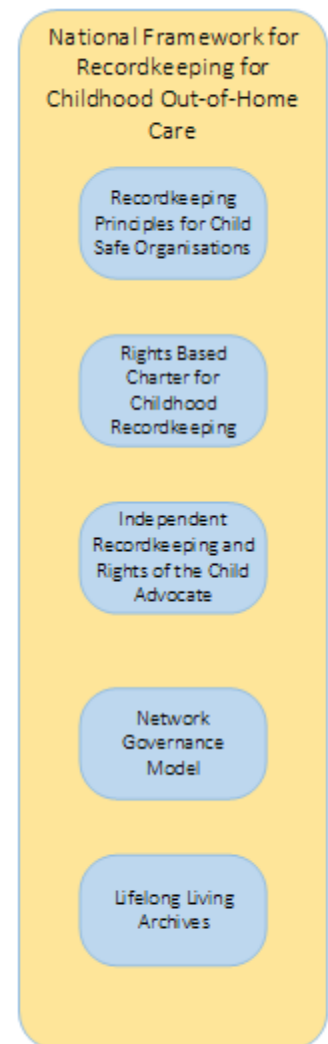 National Framework for
Recordkeeping for
Childhood Out-of-Home
Care
Recordkeeping
Principles for Child
Safe Organisations
Rights Based
Charter for
Childhood
Recordkeeping
Independent
Recordkeeping and
Rights of the Child
Advocate
Network
Governance
Model
Lifelong Living
Archives